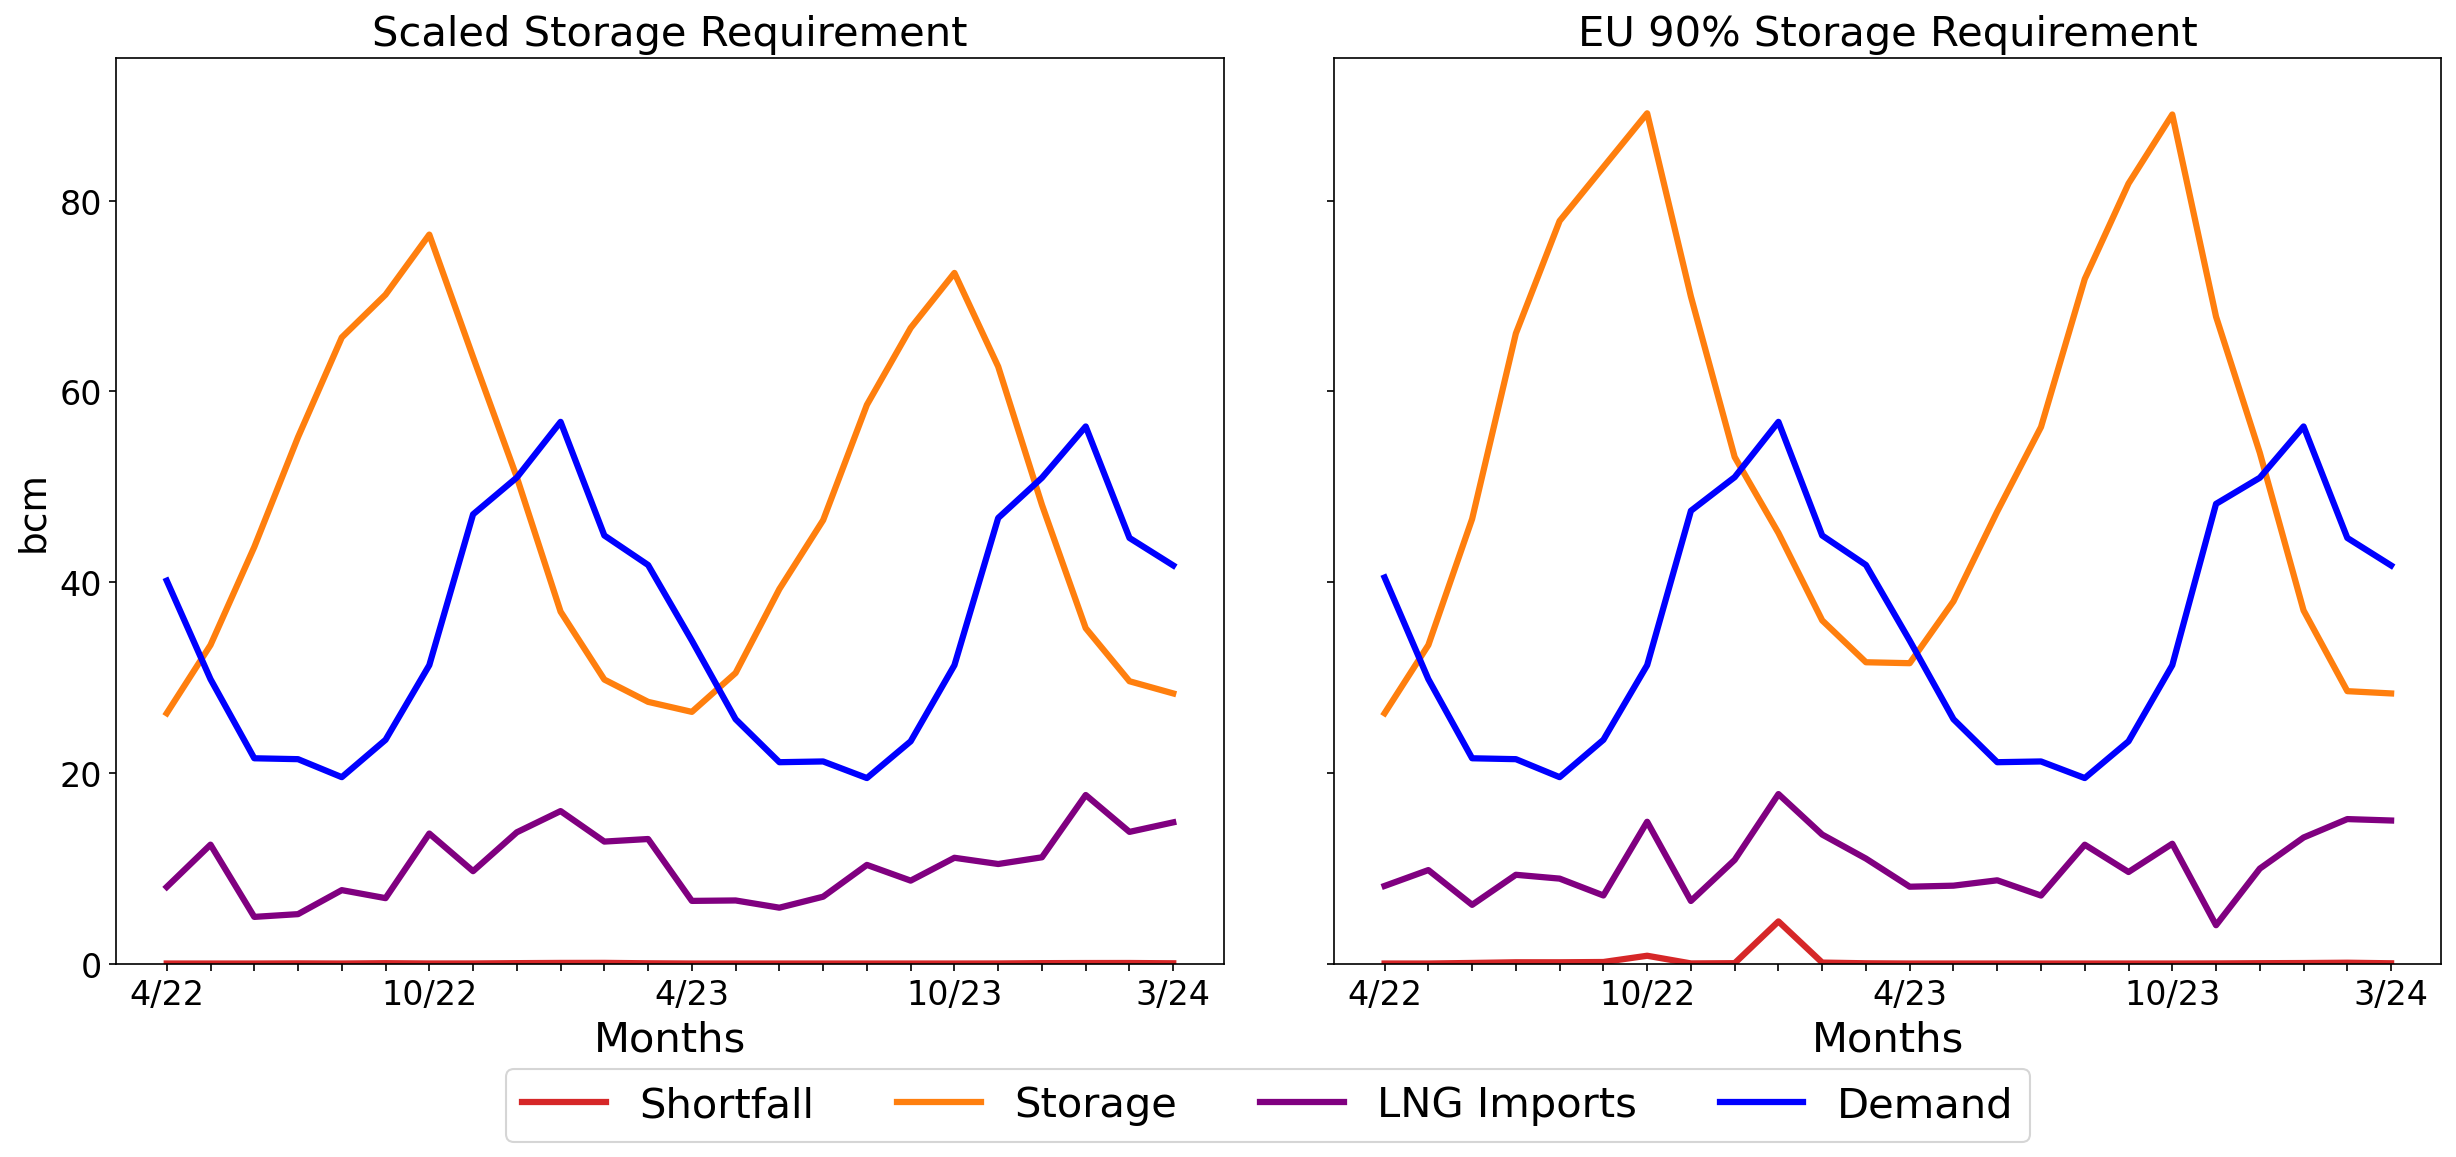 Scaled Storage Requirement
EU 90% Storage Requirement
bcm
80
60
40
20
0
4/22 10/22 4/23 10/23 3/24
4/22 10/22 4/23 10/23 3/24
Months
Months
Shortfall Storage LNG Imports Demand